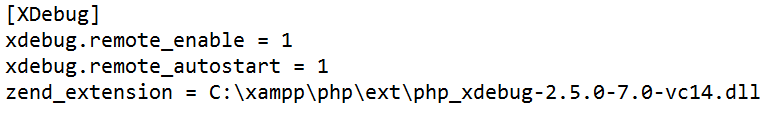 [XDebug]
xdebug.remote_enable = 1
xdebug.remote_autostart = 1
zend_extension = C:\xampp\php\ext\php_xdebug-2.5.0-7.0-vc14.dll